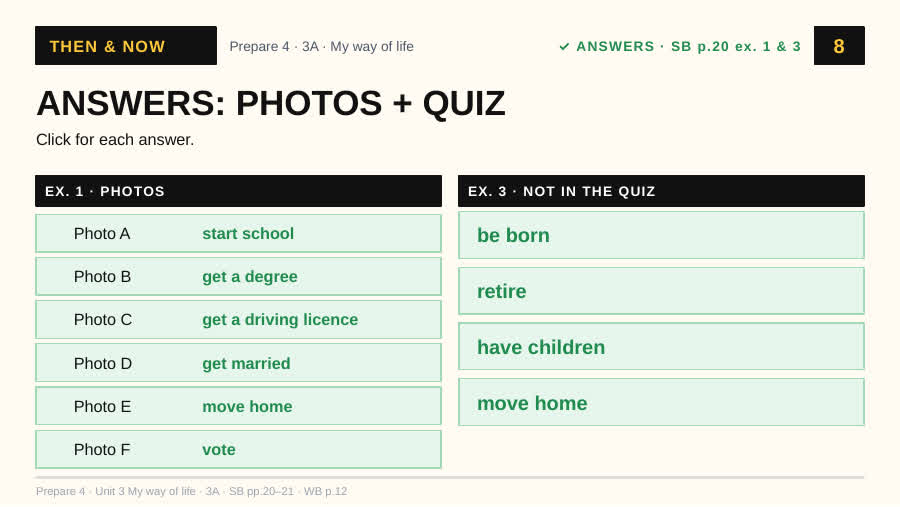 THEN & NOW
Prepare 4 · 3A · My way of life
✓ ANSWERS · SB p.20 ex. 1 & 3
8
ANSWERS: PHOTOS + QUIZ
Click for each answer.
EX. 1 · PHOTOS
Photo A start school
Photo B get a degree
Photo C get a driving licence
Photo D get married
Photo E move home
Photo F vote
EX. 3 · NOT IN THE QUIZ
be born
retire
have children
move home
Prepare 4 · Unit 3 My way of life · 3A · SB pp.20–21 · WB p.12